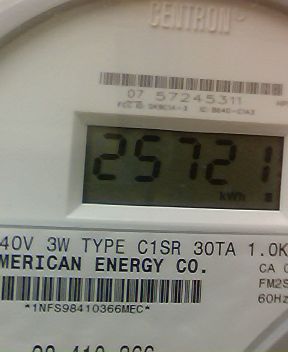 CENTRON
07 57245311
25721
kWh
40V 3W TYPE C1SR 30TA 1.0K
MERICAN ENERGY CO.
CA 0
FM2S
60Hz
*1NFS98410366MEC*